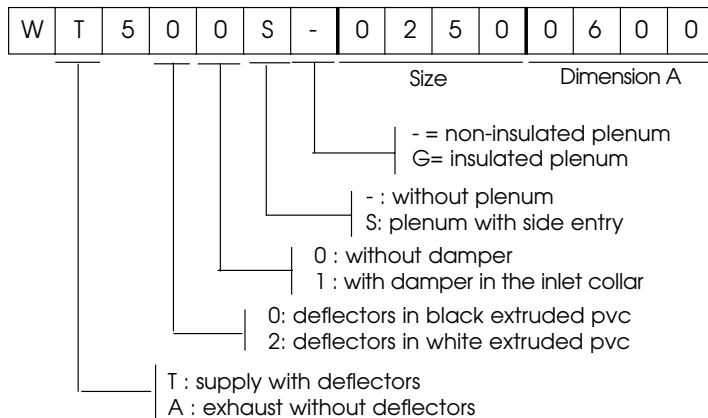 W T 5 0 0 S - 0 2 5 0 0 6 0 0
Size Dimension A
- = non-insulated plenum
G= insulated plenum
- : without plenum
S: plenum with side entry
0 : without damper
1 : with damper in the inlet collar
0: deflectors in black extruded pvc
2: deflectors in white extruded pvc
T : supply with deflectors
A : exhaust without deflectors